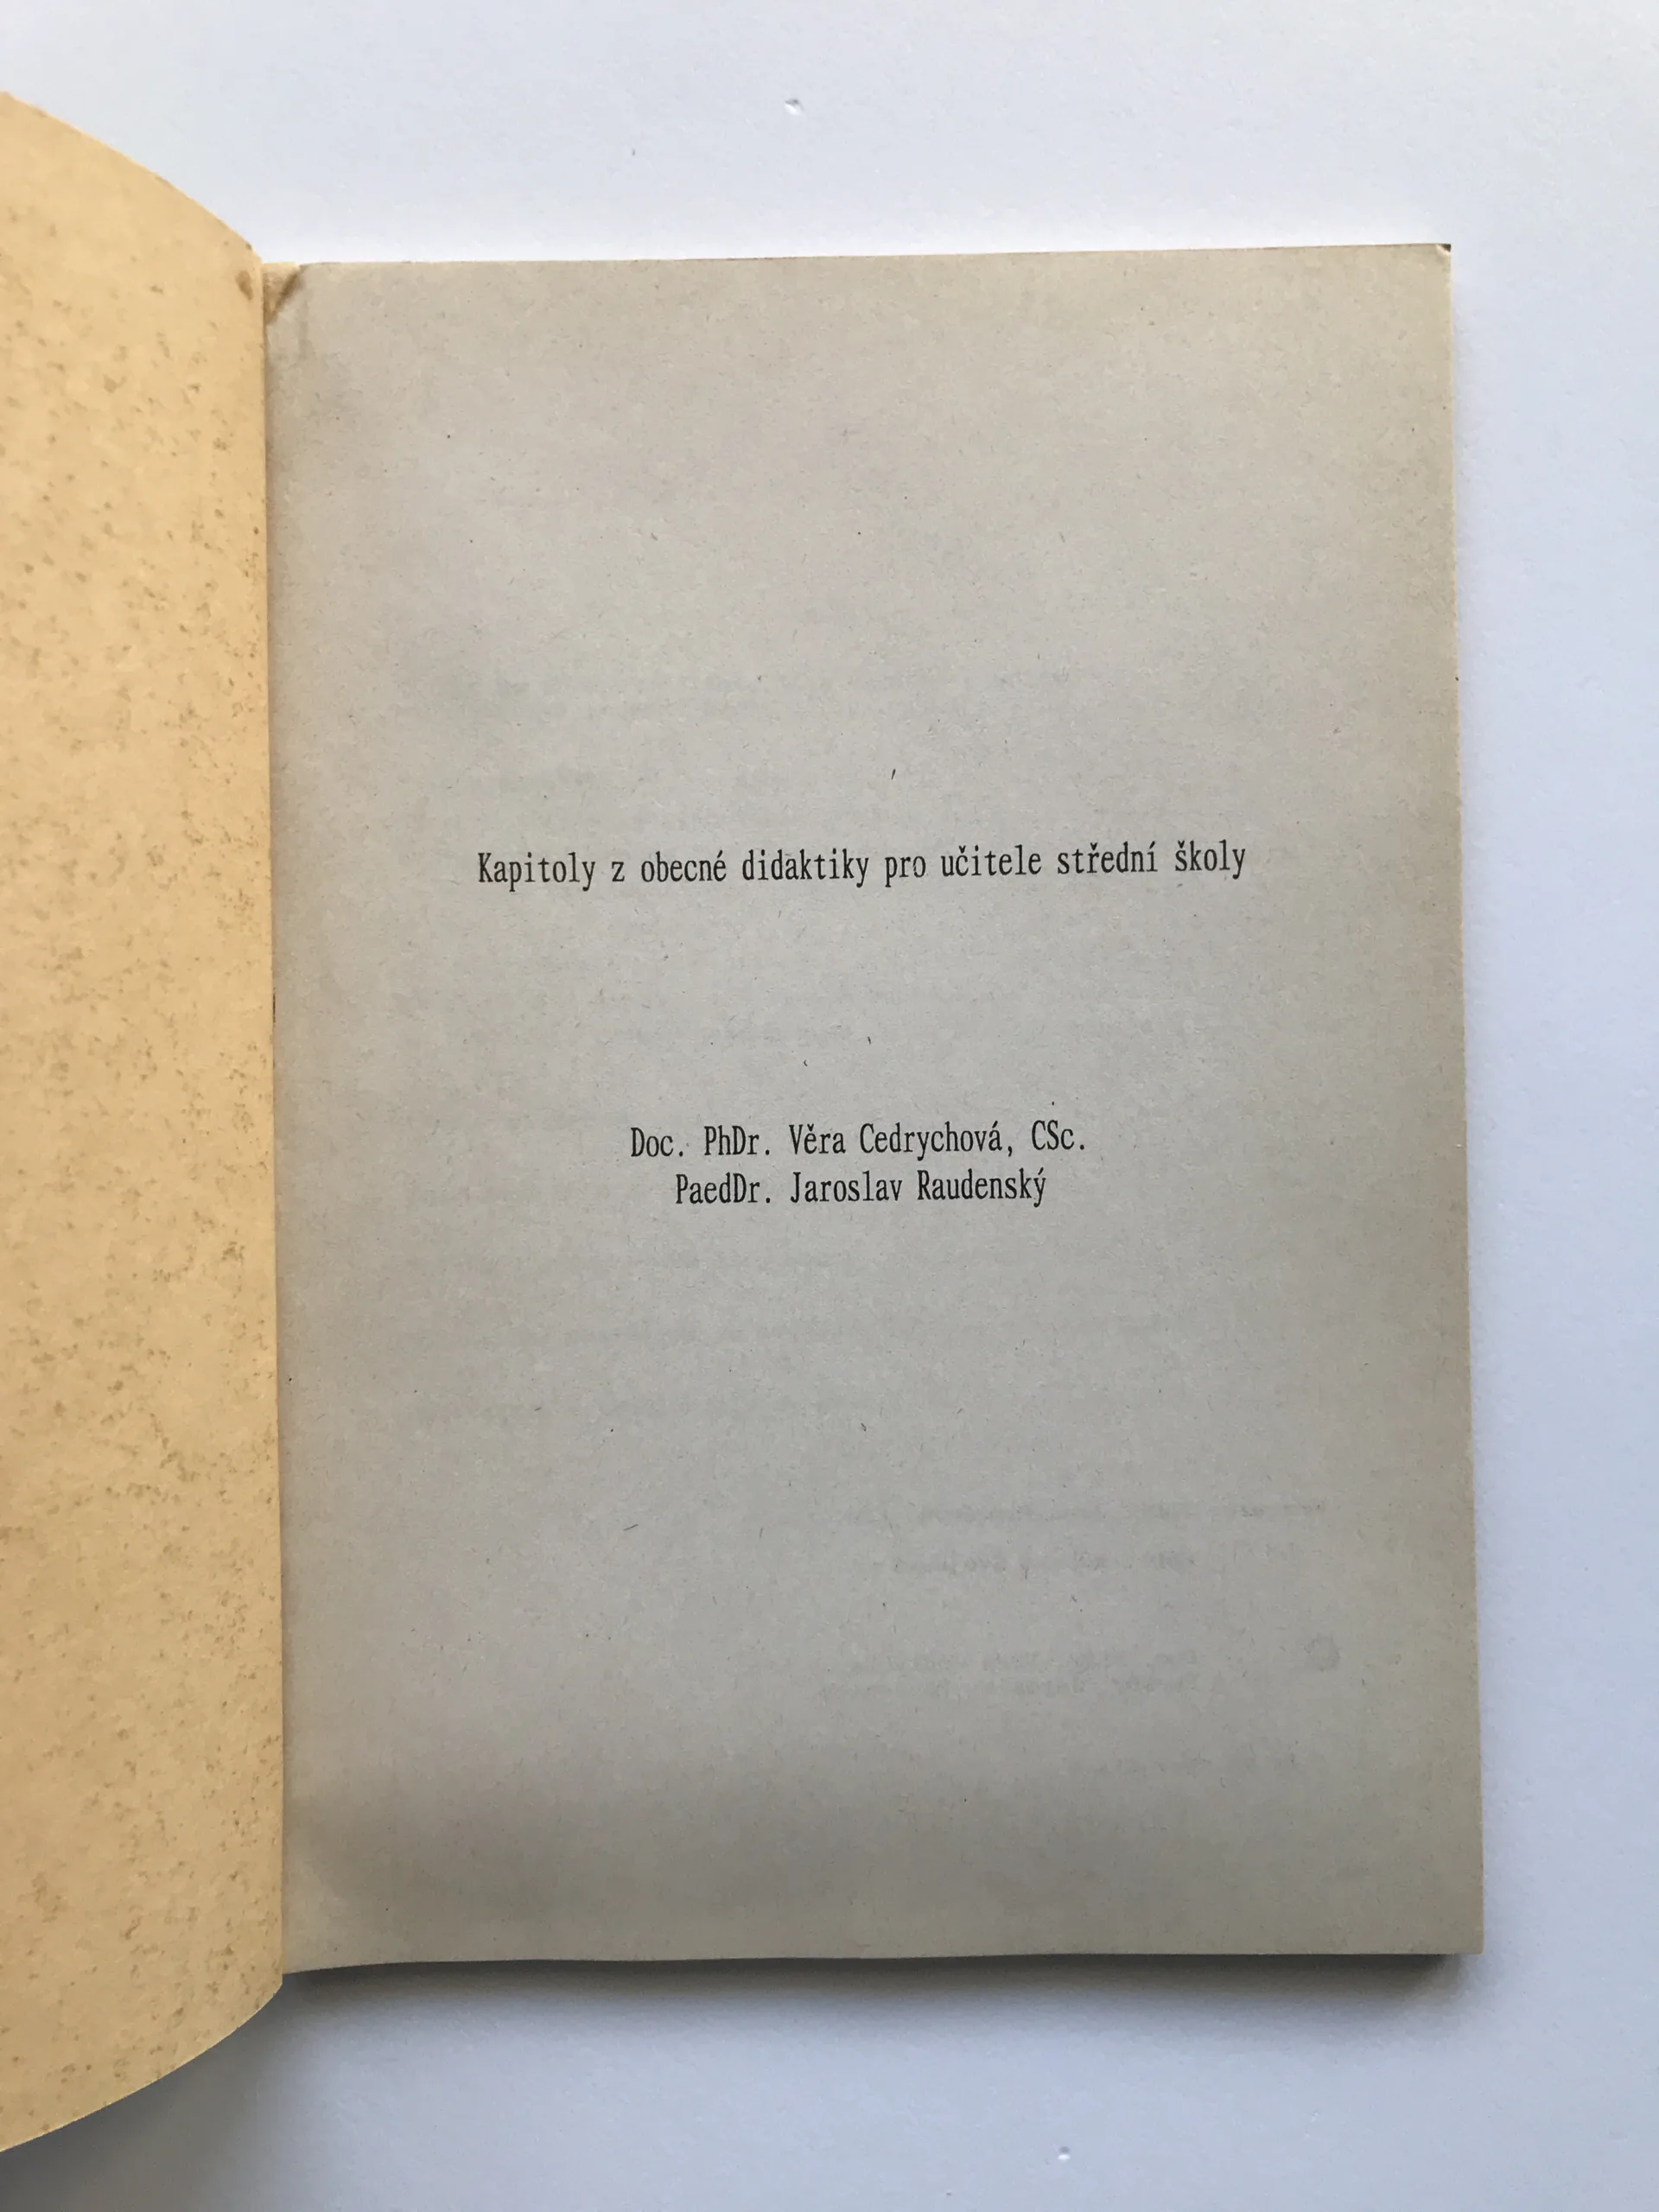 Kapitoly z obecné didaktiky pro učitele střední školy
Doc. PhDr. Věra Cedrychová, CSc.
PaedDr. Jaroslav Raudenský